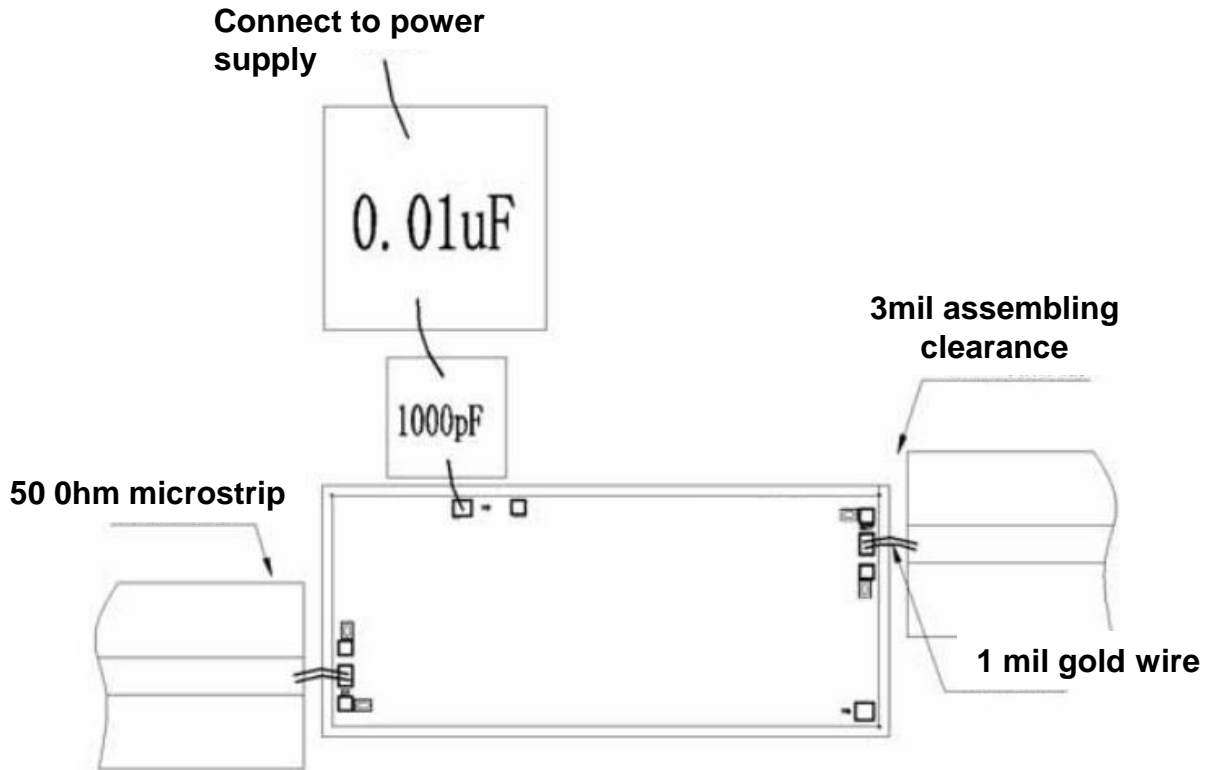 Connect to power
supply
0.01uF
3mil assembling
clearance
1000pF
50 0hm microstrip
1 mil gold wire